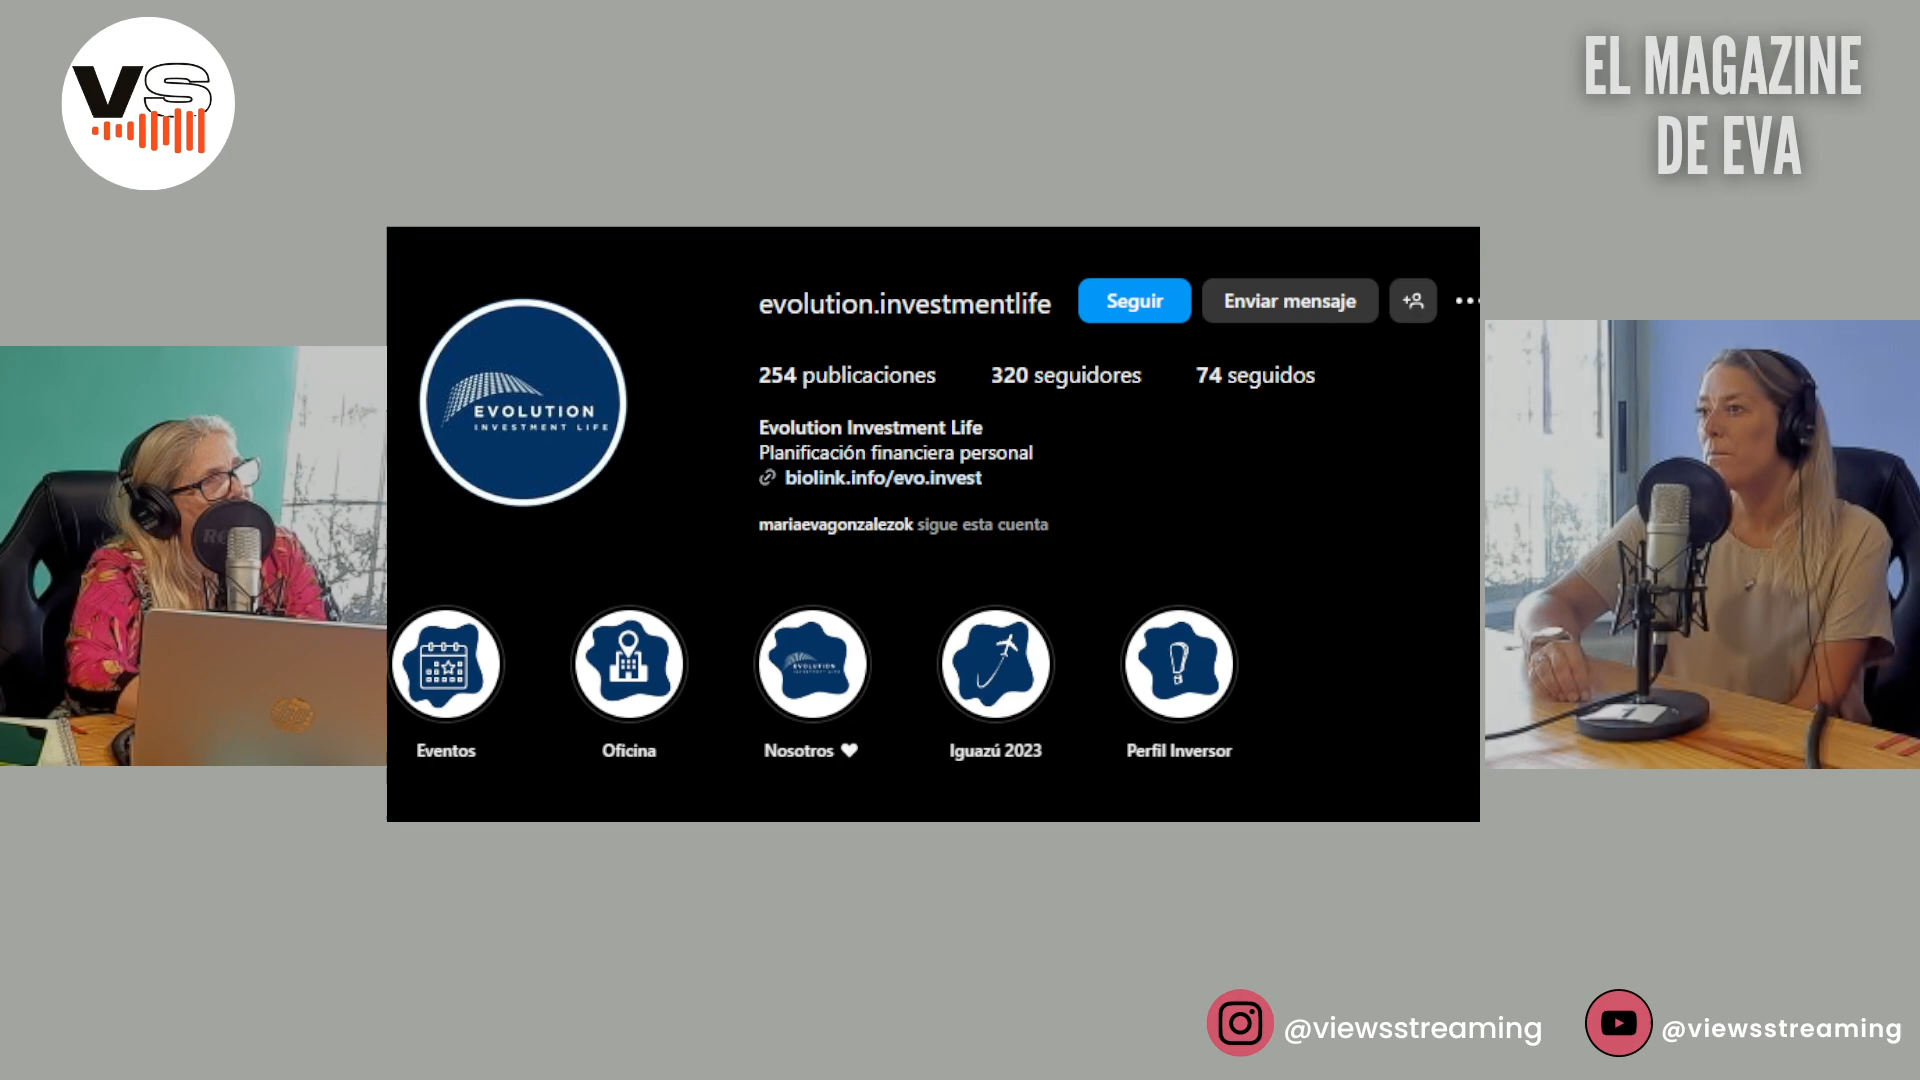 VS
EL MAGAZINE
DE EVA
evolution.investmentlife
Seguir
Enviar mensaje
254 publicaciones
320 seguidores
74 seguidos
EVOLUTION
INVESTMENT LIFE
Evolution Investment Life
Planificación financiera personal
biolink.info/evo.invest
mariaevagonzalezok sigue esta cuenta
EVOLUTION
Eventos
Oficina
Nosotros
Iguazú 2023
Perfil Inversor
@viewsstreaming
@viewsstreaming